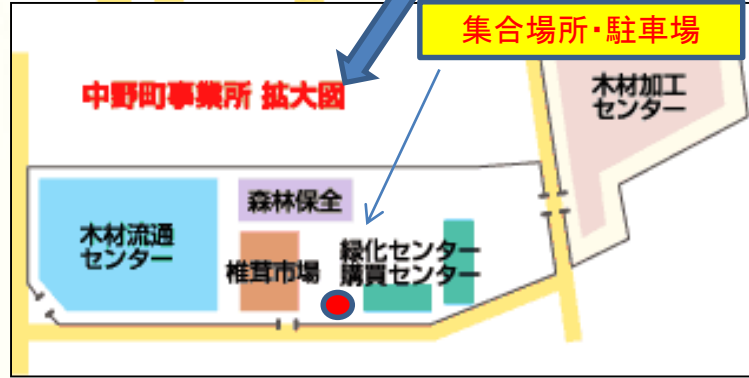 集合場所・駐車場
中野町事業所 拡大図
木材加工
センター
森林保全
木材流通
センター
椎茸市場
緑化センター
購買センター